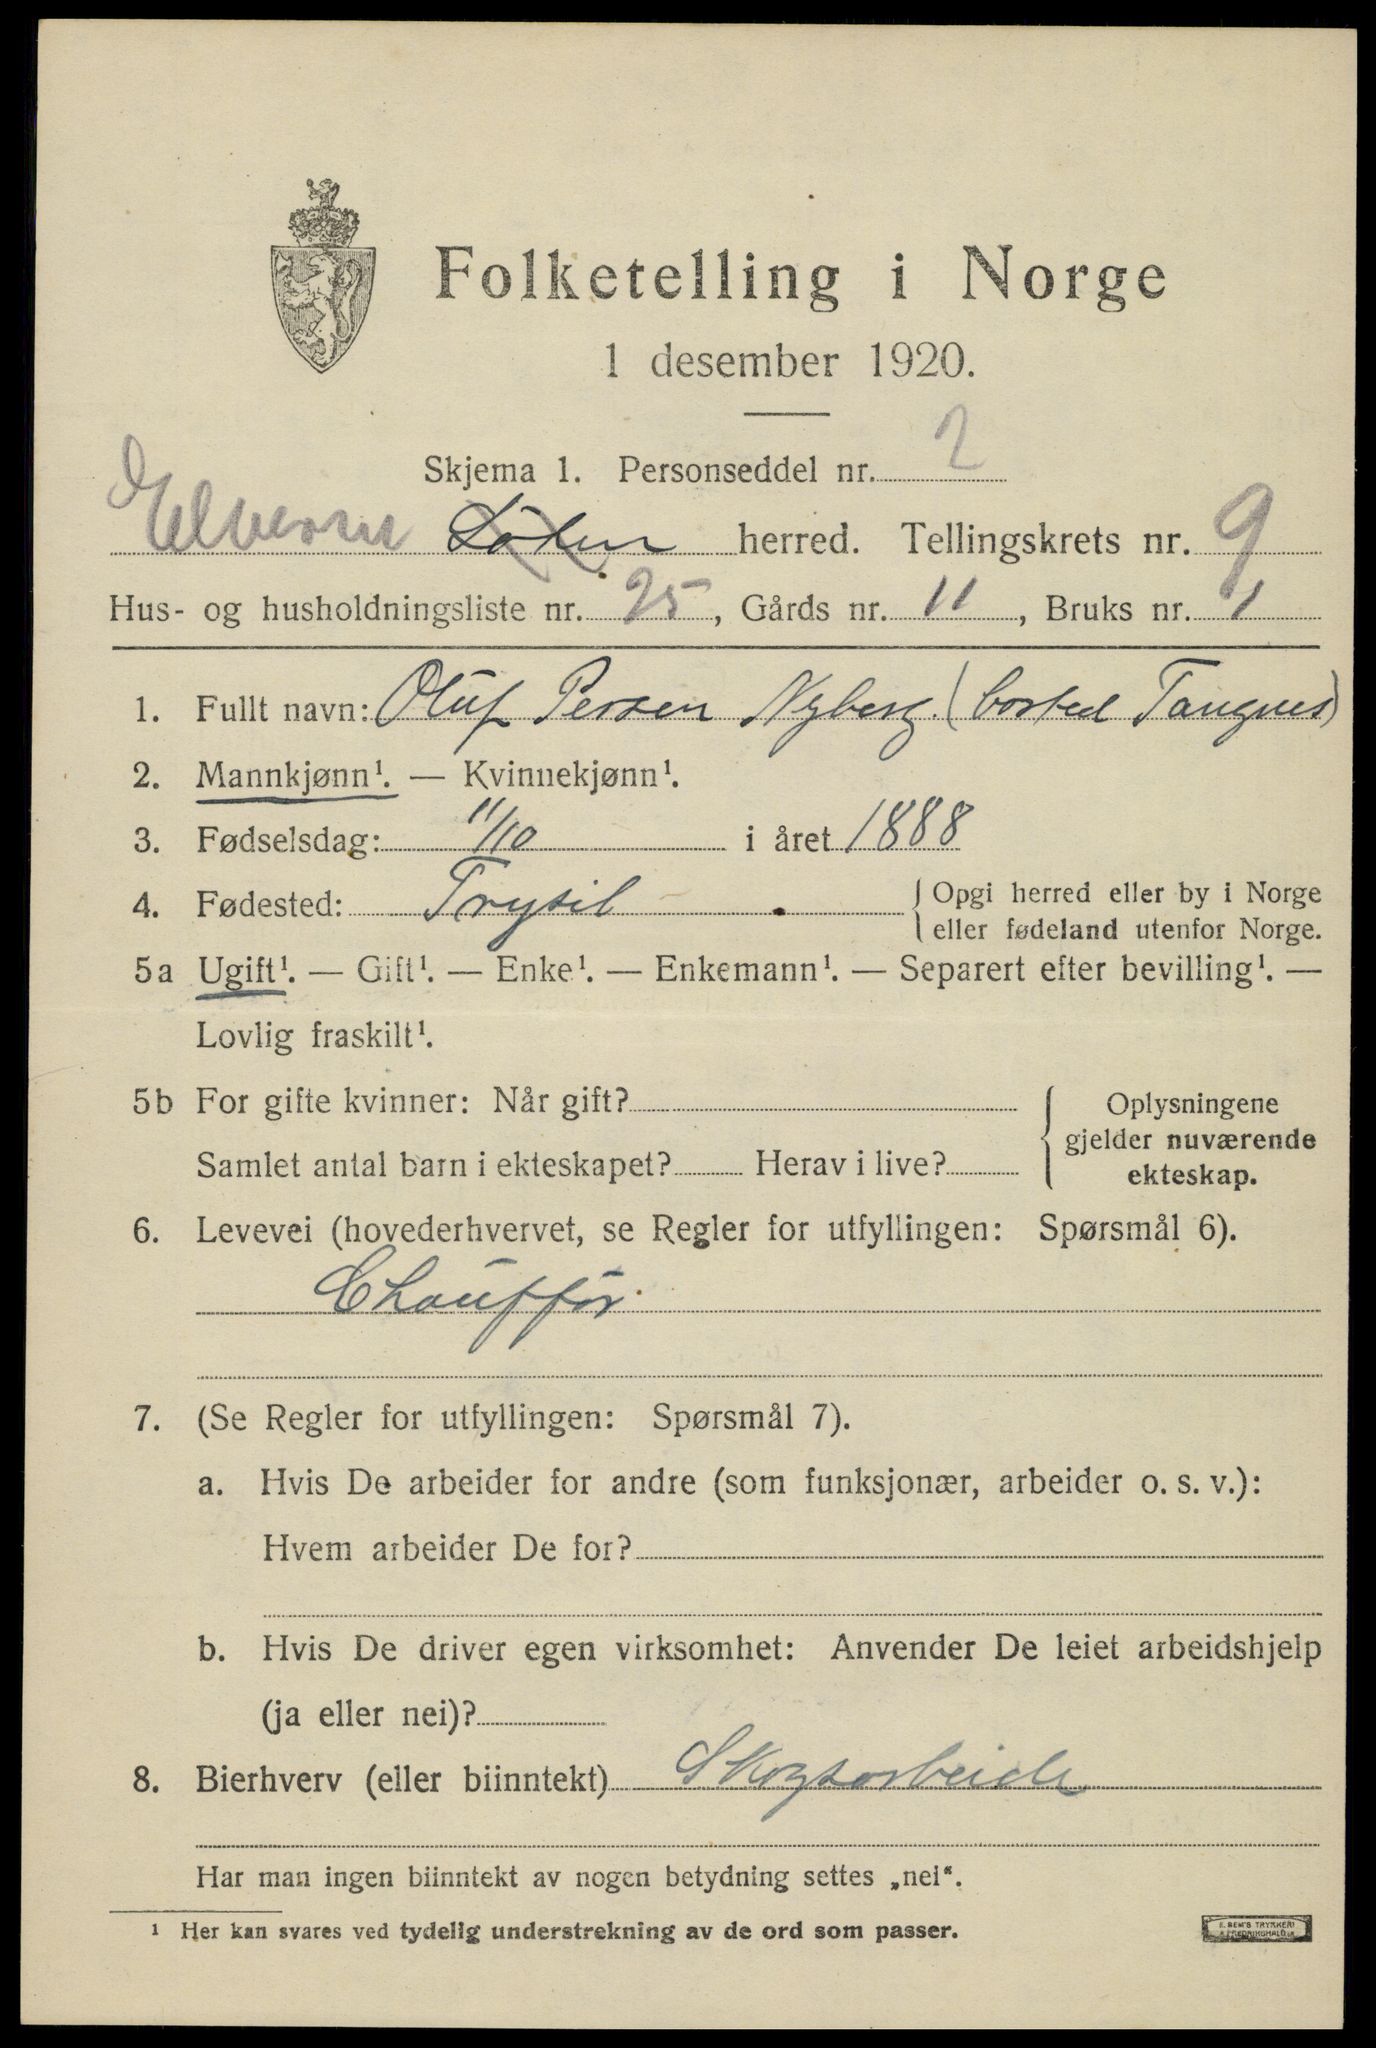 Folketelling i Norge
1 desember 1920.
Skjema 1. Personseddel nr. 2
Elverum Løten herred. Tellingskrets nr. 9
Hus- og husholdningsliste nr. 25, Gårds nr. 11, Bruks nr. 1
1. Fullt navn: Oluf Persen Nyberg. (bosted Tangnes)
2. Mannkjønn¹. — Kvinnekjønn¹.
3. Fødselsdag: 11/10 i året 1888
4. Fødested: Trysil { Opgi herred eller by i Norge
eller fødeland utenfor Norge.
5a Ugift¹. — Gift¹. — Enke¹. — Enkemann¹. — Separert efter bevilling¹. —
Lovlig fraskilt¹.
5b For gifte kvinner: Når gift?
Samlet antal barn i ekteskapet? Herav i live?
{ Oplysningene
gjelder nuværende
ekteskap.
6. Levevei (hovederhvervet, se Regler for utfyllingen: Spørsmål 6).
Chauffør.
7. (Se Regler for utfyllingen: Spørsmål 7).
a. Hvis De arbeider for andre (som funksjonær, arbeider o. s. v.):
Hvem arbeider De for?
b. Hvis De driver egen virksomhet: Anvender De leiet arbeidshjelp
(ja eller nei)?
8. Bierhverv (eller biinntekt) Skogsarbeide
Har man ingen biinntekt av nogen betydning settes „nei“.
¹ Her kan svares ved tydelig understrekning av de ord som passer.
E. SEM'S TRYKKERI
FREDRIKSHALD